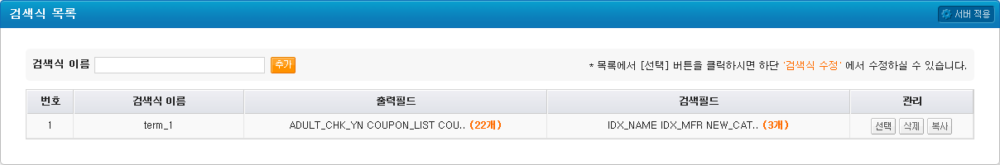 검색식 목록
서버 적용
검색식 이름 추가 * 목록에서 [선택] 버튼을 클릭하시면 하단 '검색식 수정' 에서 수정하실 수 있습니다.
번호 검색식 이름 출력필드 검색필드 관리
1 term_1 ADULT_CHK_YN COUPON_LIST COU.. (22개) IDX_NAME IDX_MFR NEW_CAT.. (3개) 선택 삭제 복사